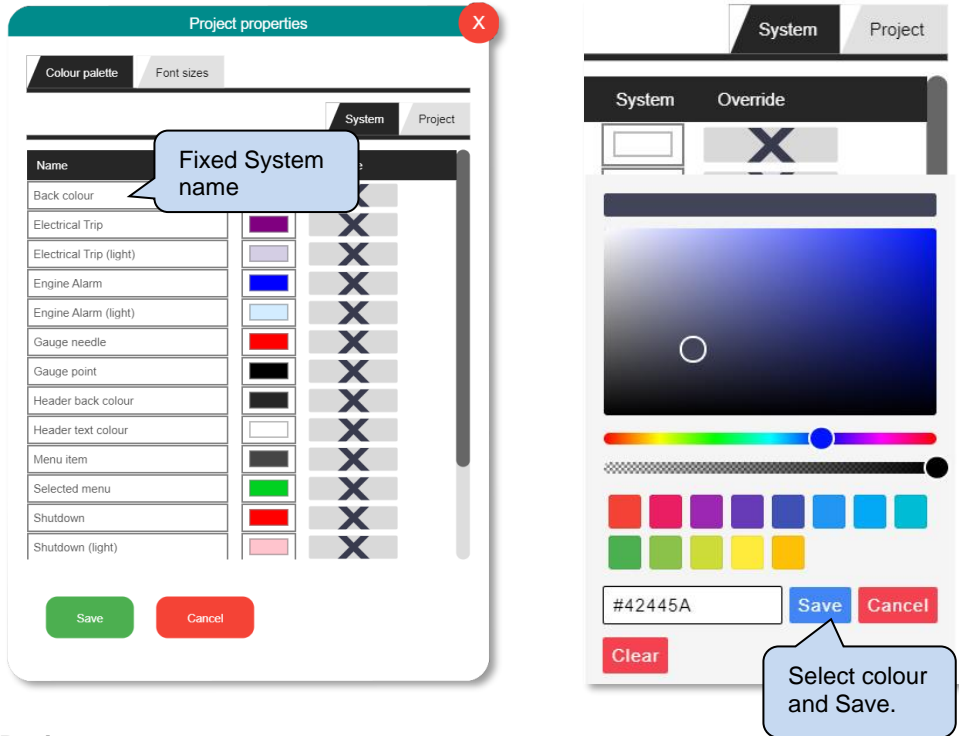 Project properties
X
Colour palette
Font sizes
System
Project
Name
Fixed System
name
Back colour
Electrical Trip
Electrical Trip (light)
Engine Alarm
Engine Alarm (light)
Gauge needle
Gauge point
Header back colour
Header text colour
Menu item
Selected menu
Shutdown
Shutdown (light)
Save
Cancel
System
Project
System
Override
#42445A
Save
Cancel
Clear
Select colour
and Save.